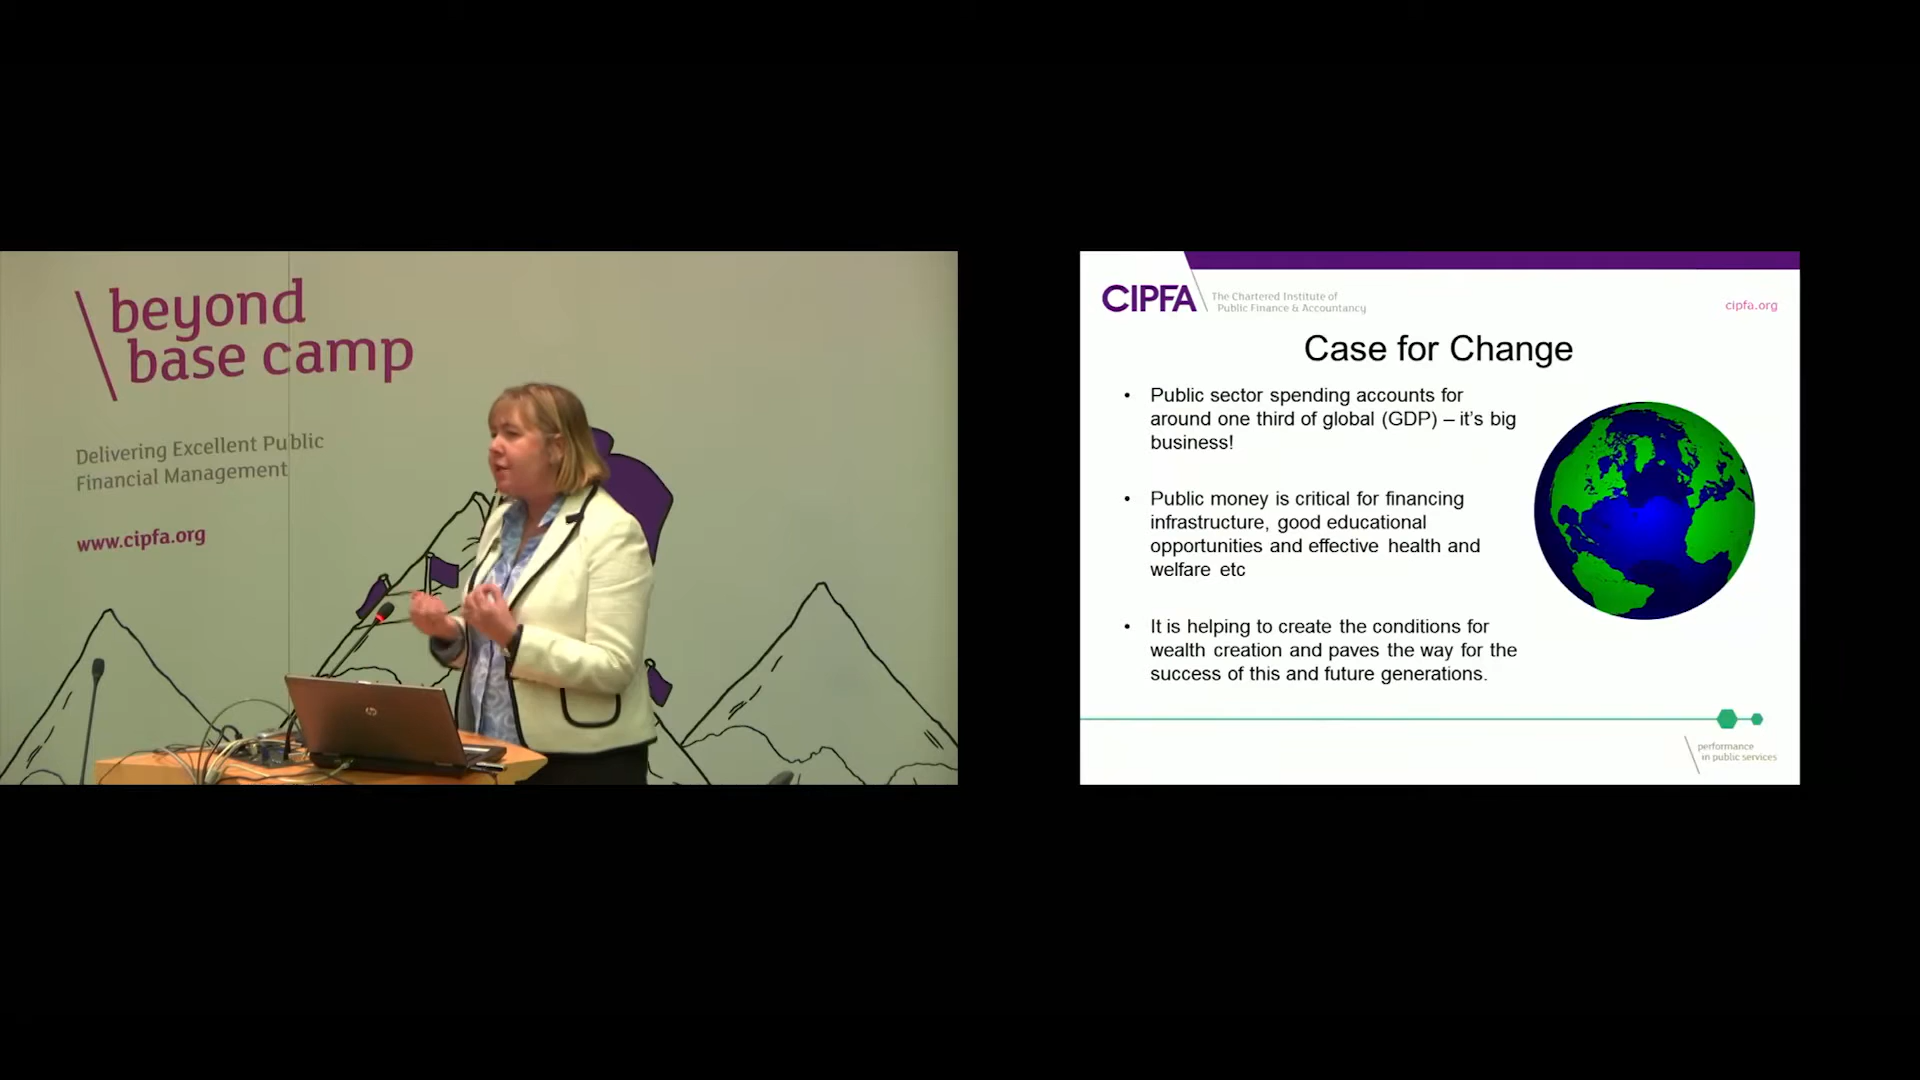 beyond
base camp
Delivering Excellent Public
Financial Management
www.cipfa.org
hp
CIPFA
The Chartered Institute of
Public Finance & Accountancy
cipfa.org
Case for Change
• Public sector spending accounts for
around one third of global (GDP) – it’s big
business!
• Public money is critical for financing
infrastructure, good educational
opportunities and effective health and
welfare etc
• It is helping to create the conditions for
wealth creation and paves the way for the
success of this and future generations.
performance
in public services